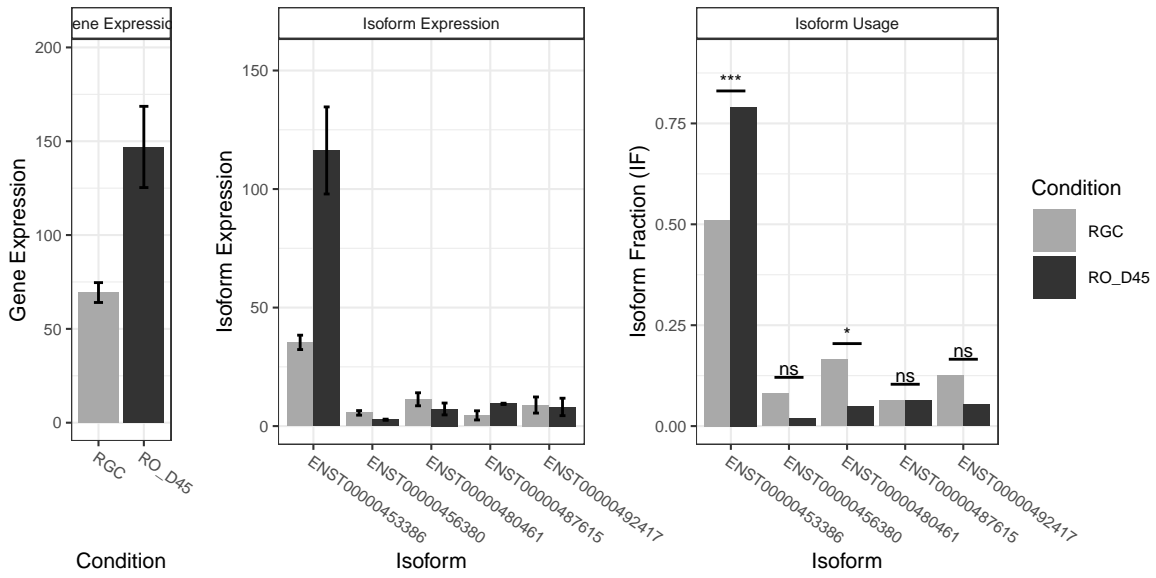 ene Expressio
Gene Expression
200
150
100
50
0
RGC
RO_D45
Condition
Isoform Expression
Isoform Expression
150
100
50
0
ENST00000453386
ENST00000456380
ENST00000480461
ENST00000487615
ENST00000492417
Isoform
Isoform Usage
Isoform Fraction (IF)
0.75
0.50
0.25
0.00
***
ns
*
ns
ns
ENST00000453386
ENST00000456380
ENST00000480461
ENST00000487615
ENST00000492417
Isoform
Condition
RGC
RO_D45